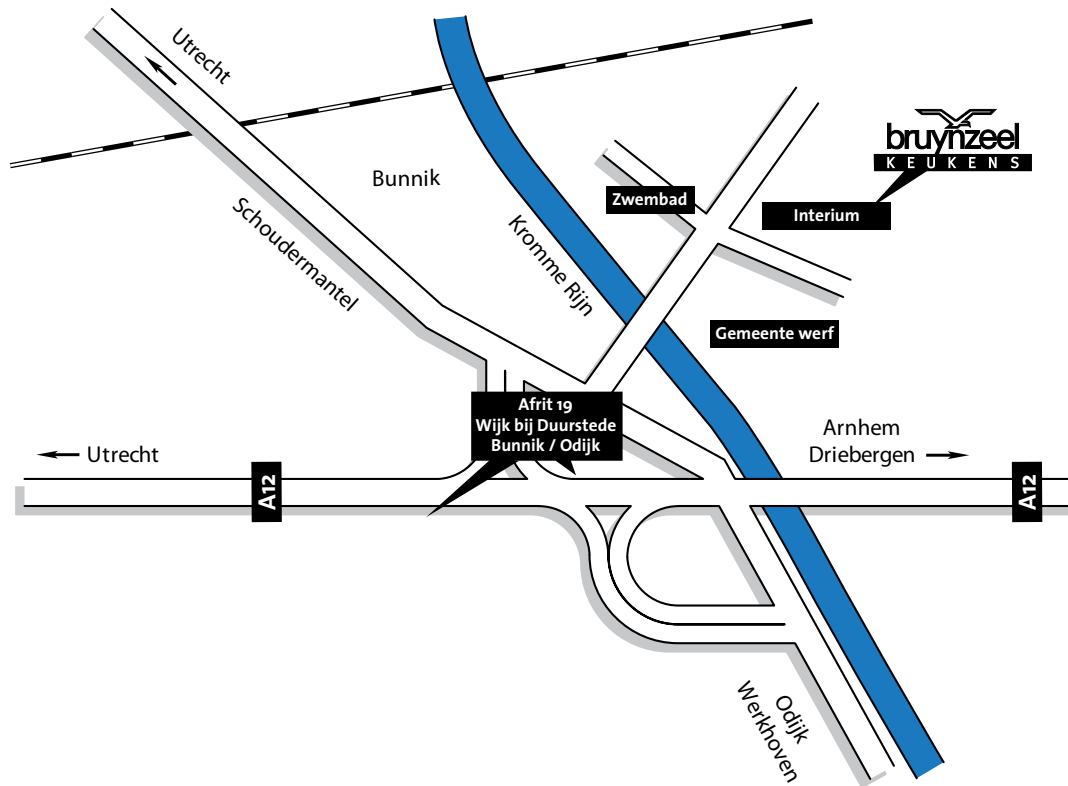 Utrecht
bruynzeel
KEUKENS
Bunnik
Zwembad
Interium
Schoudermantel
Kromme Rijn
Gemeente werf
Afrit 19
Wijk bij Duurstede
Bunnik / Odijk
Utrecht
Arnhem
Driebergen
A12
A12
Odijk
Werkhoven